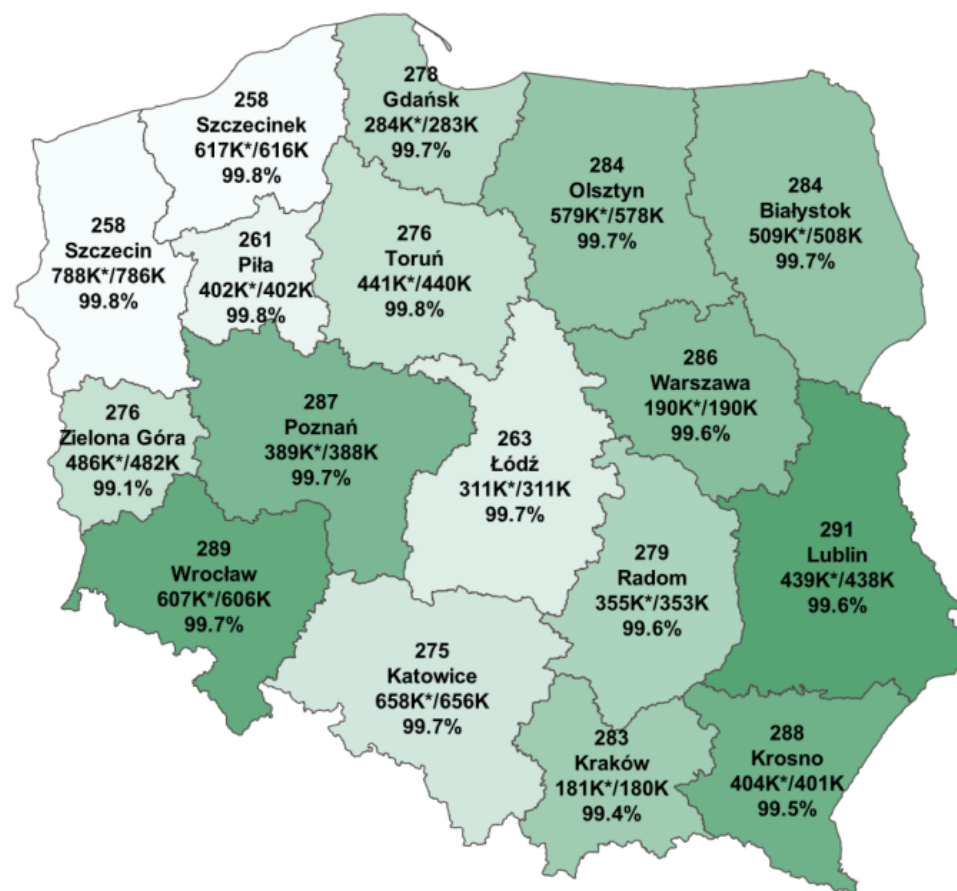 278
Gdańsk
284K*/283K
99.7%
258
Szczecinek
617K*/616K
99.8%
284
Olsztyn
579K*/578K
99.7%
284
Białystok
509K*/508K
99.7%
258
Szczecin
788K*/786K
99.8%
261
Piła
402K*/402K
99.8%
276
Toruń
441K*/440K
99.8%
286
Warszawa
190K*/190K
99.6%
276
Zielona Góra
486K*/482K
99.1%
287
Poznań
389K*/388K
99.7%
263
Łódź
311K*/311K
99.7%
291
Lublin
439K*/438K
99.6%
289
Wrocław
607K*/606K
99.7%
279
Radom
355K*/353K
99.6%
275
Katowice
658K*/656K
99.7%
283
Kraków
181K*/180K
99.4%
288
Krosno
404K*/401K
99.5%